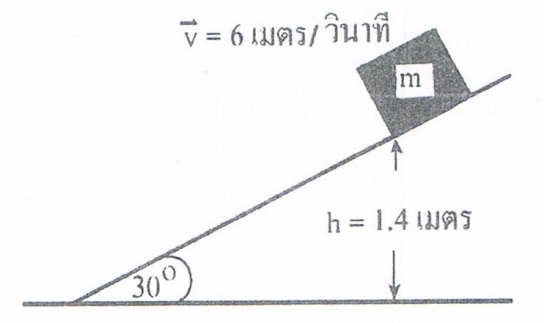 v⃗ = 6 เมตร/ วินาที
m
h = 1.4 เมตร
30°